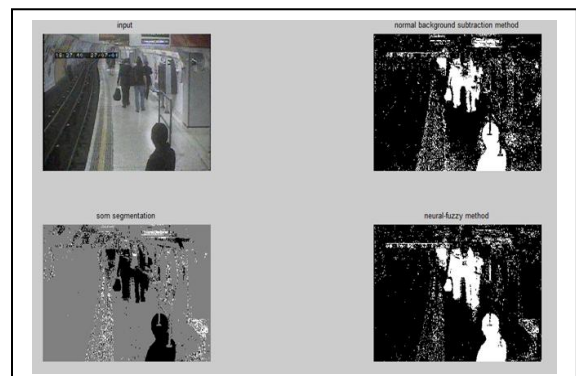 input
normal background subtraction method
som segmentation
neural-fuzzy method